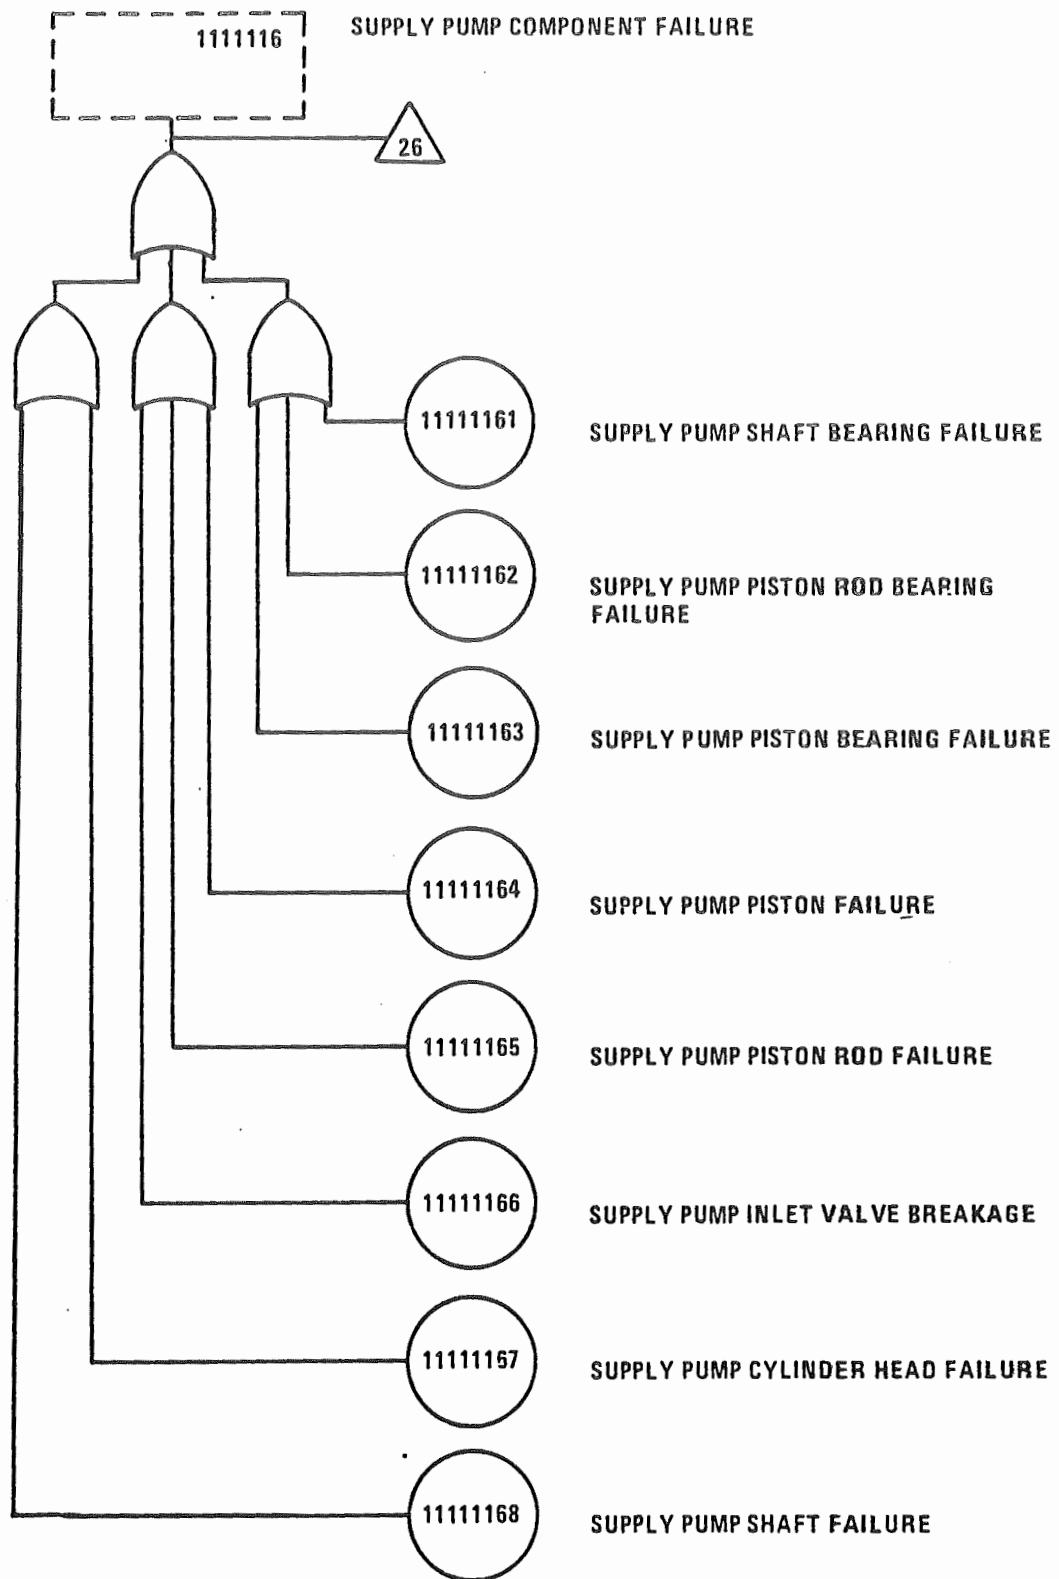 1111116
SUPPLY PUMP COMPONENT FAILURE
26
11111161
SUPPLY PUMP SHAFT BEARING FAILURE
11111162
SUPPLY PUMP PISTON ROD BEARING
FAILURE
11111163
SUPPLY PUMP PISTON BEARING FAILURE
11111164
SUPPLY PUMP PISTON FAILURE
11111165
SUPPLY PUMP PISTON ROD FAILURE
11111166
SUPPLY PUMP INLET VALVE BREAKAGE
11111167
SUPPLY PUMP CYLINDER HEAD FAILURE
11111168
SUPPLY PUMP SHAFT FAILURE